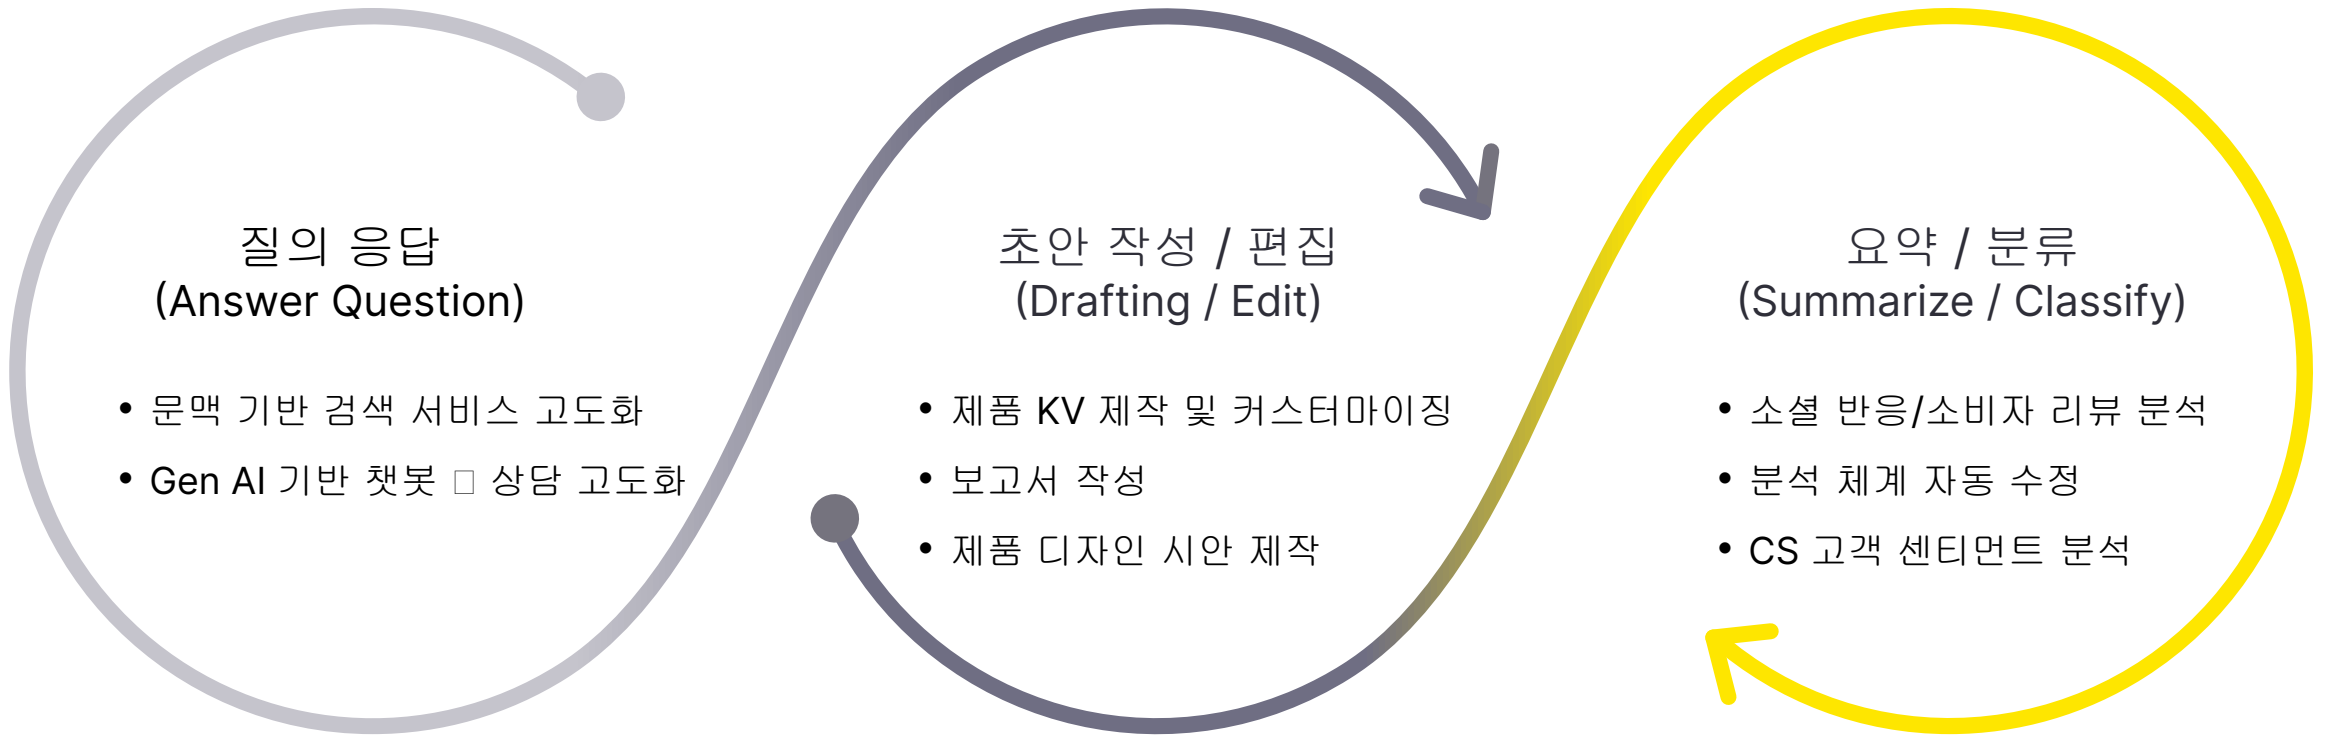 질의 응답
(Answer Question)
• 문맥 기반 검색 서비스 고도화
• Gen AI 기반 챗봇 □ 상담 고도화
초안 작성 / 편집
(Drafting / Edit)
• 제품 KV 제작 및 커스터마이징
• 보고서 작성
• 제품 디자인 시안 제작
요약 / 분류
(Summarize / Classify)
• 소셜 반응/소비자 리뷰 분석
• 분석 체계 자동 수정
• CS 고객 센티먼트 분석